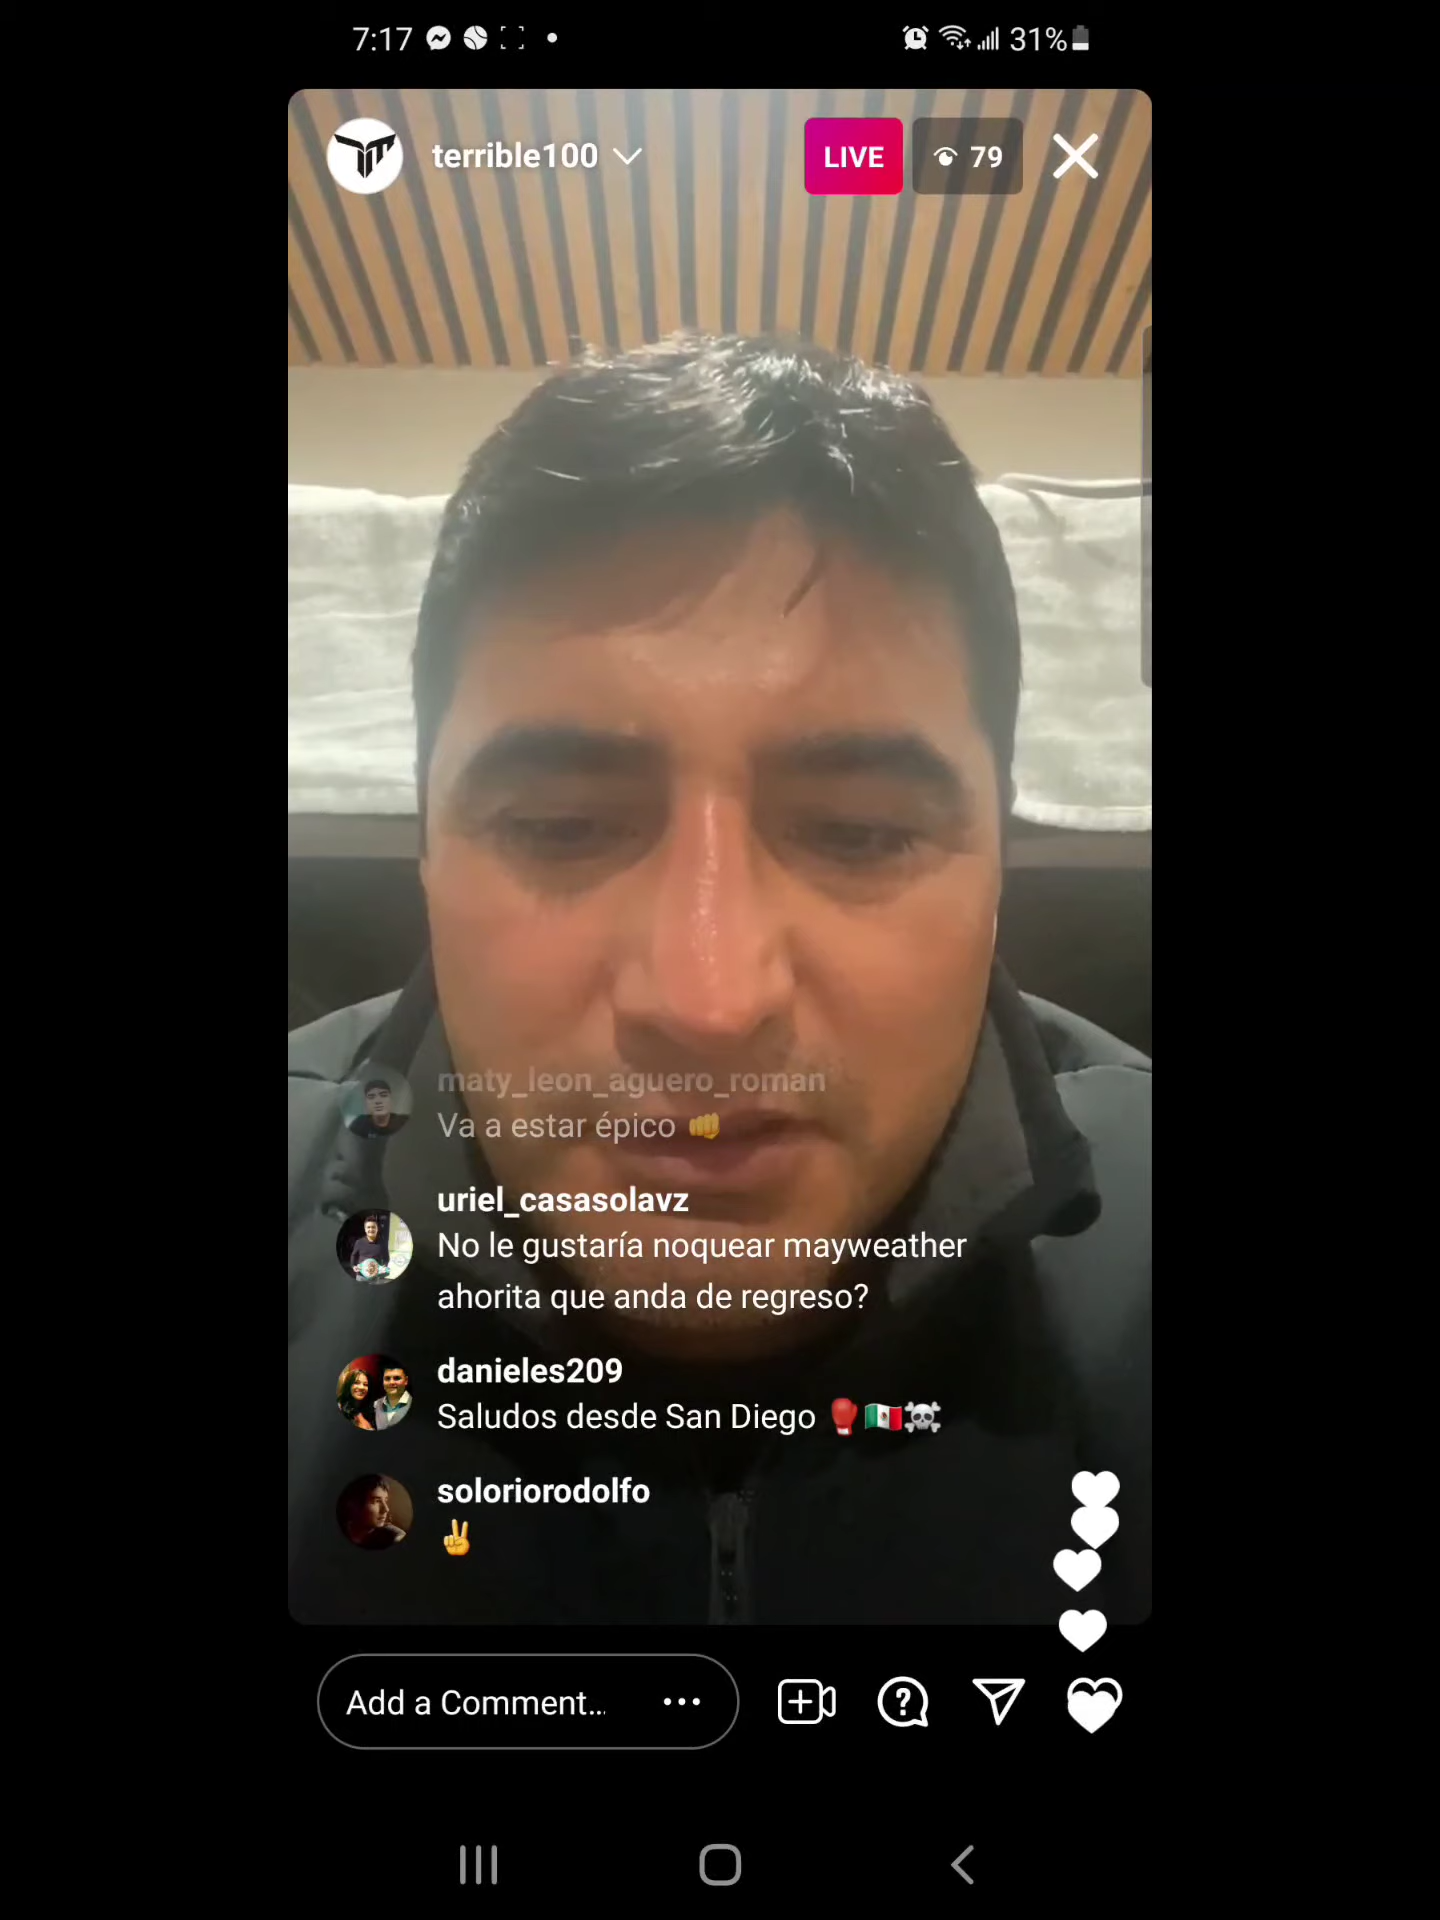 7:17
31%
terrible100
LIVE
79
maty_leon_aguero_roman
Va a estar épico 👊
uriel_casasolavz
No le gustaría noquear mayweather
ahorita que anda de regreso?
danieles209
Saludos desde San Diego 🥊🇲🇽☠️
soloriorodolfo
✌️
Add a Comment...